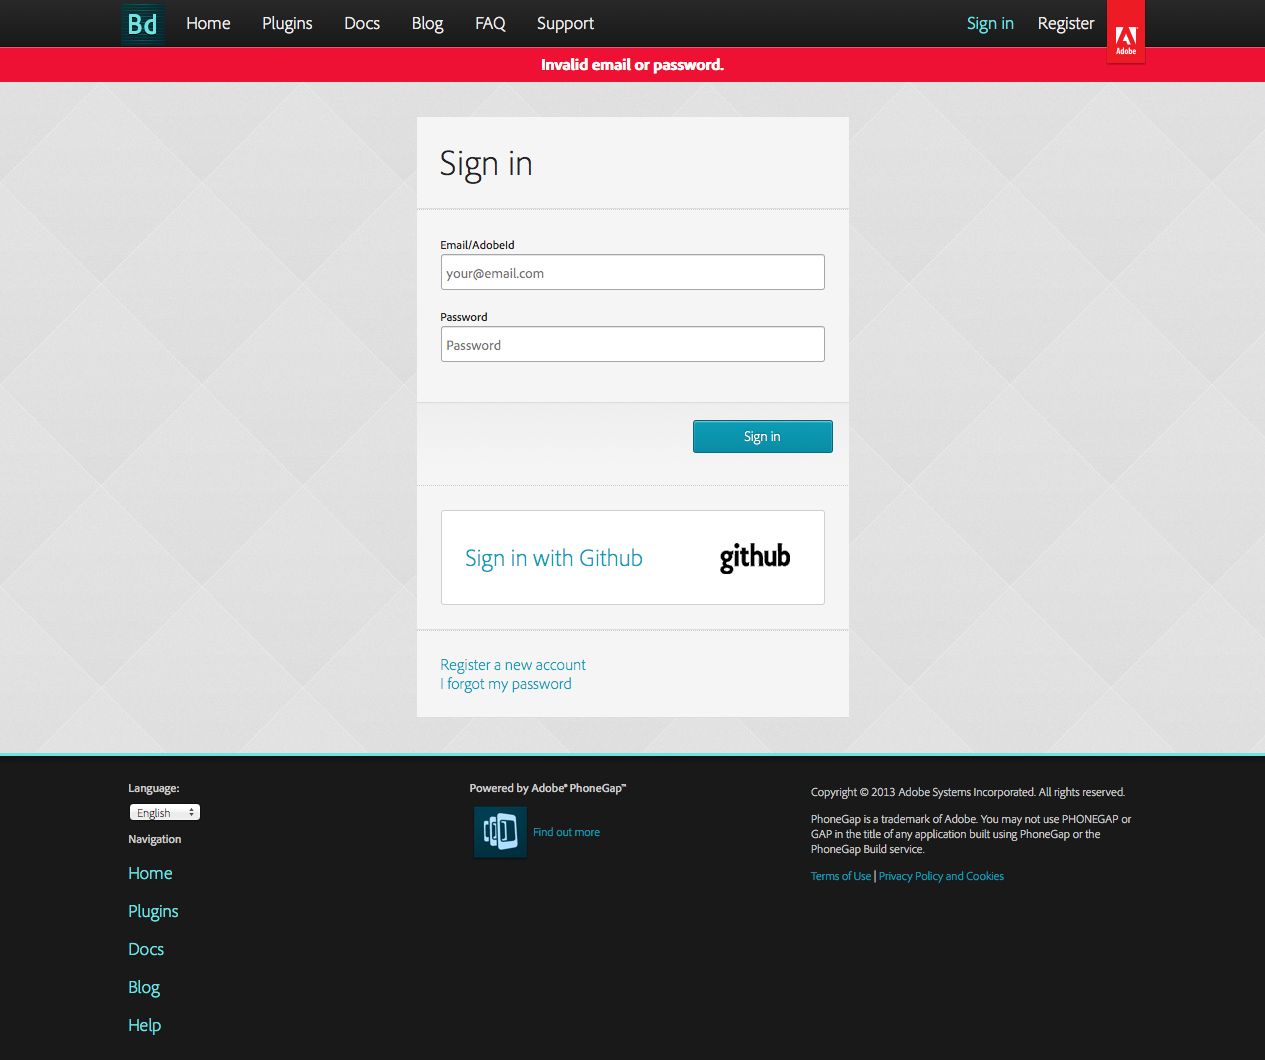 Bd Home Plugins Docs Blog FAQ Support Sign in Register
Adobe
Invalid email or password.
Sign in
Email/AdobeId
your@email.com
Password
Password
Sign in
Sign in with Github github
Register a new account
I forgot my password
Language:
English
Navigation
Home
Plugins
Docs
Blog
Help
Powered by Adobe® PhoneGap™
Find out more
Copyright © 2013 Adobe Systems Incorporated. All rights reserved.
PhoneGap is a trademark of Adobe. You may not use PHONEGAP or
GAP in the title of any application built using PhoneGap or the
PhoneGap Build service.
Terms of Use | Privacy Policy and Cookies